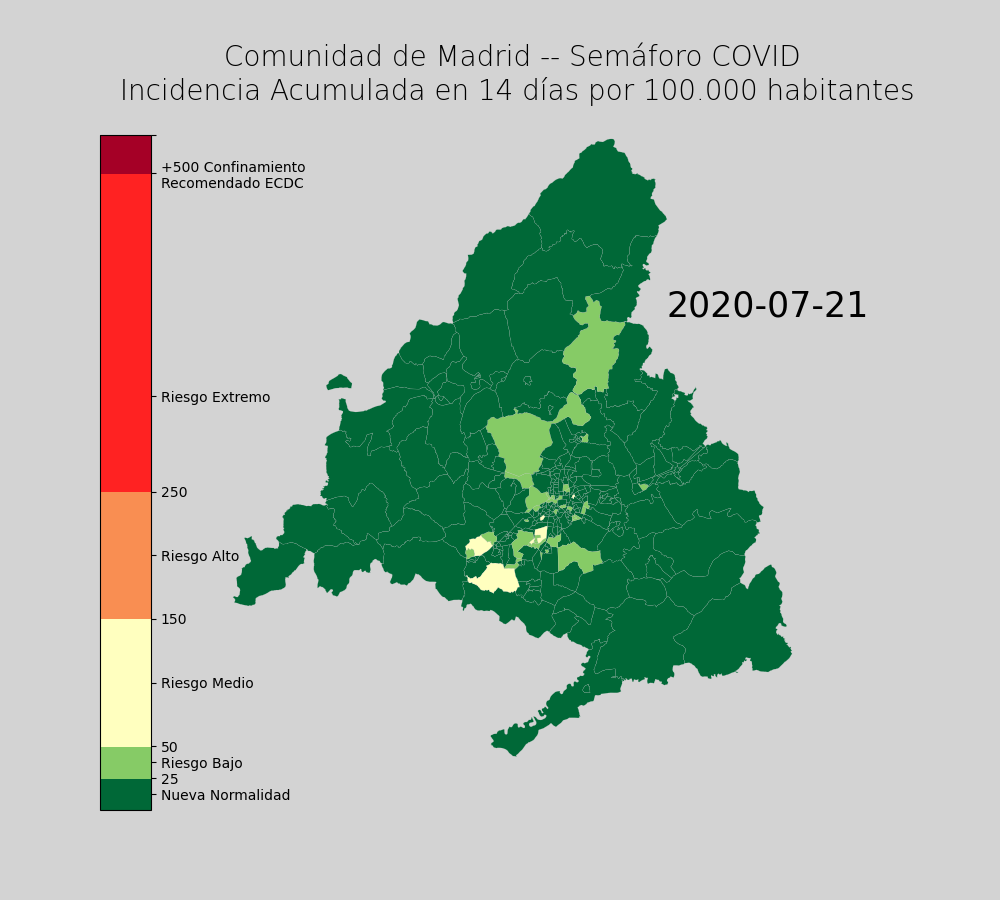 Comunidad de Madrid -- Semáforo COVID
Incidencia Acumulada en 14 días por 100.000 habitantes
+500 Confinamiento
Recomendado ECDC
2020-07-21
Riesgo Extremo
250
Riesgo Alto
150
Riesgo Medio
50
Riesgo Bajo
25
Nueva Normalidad